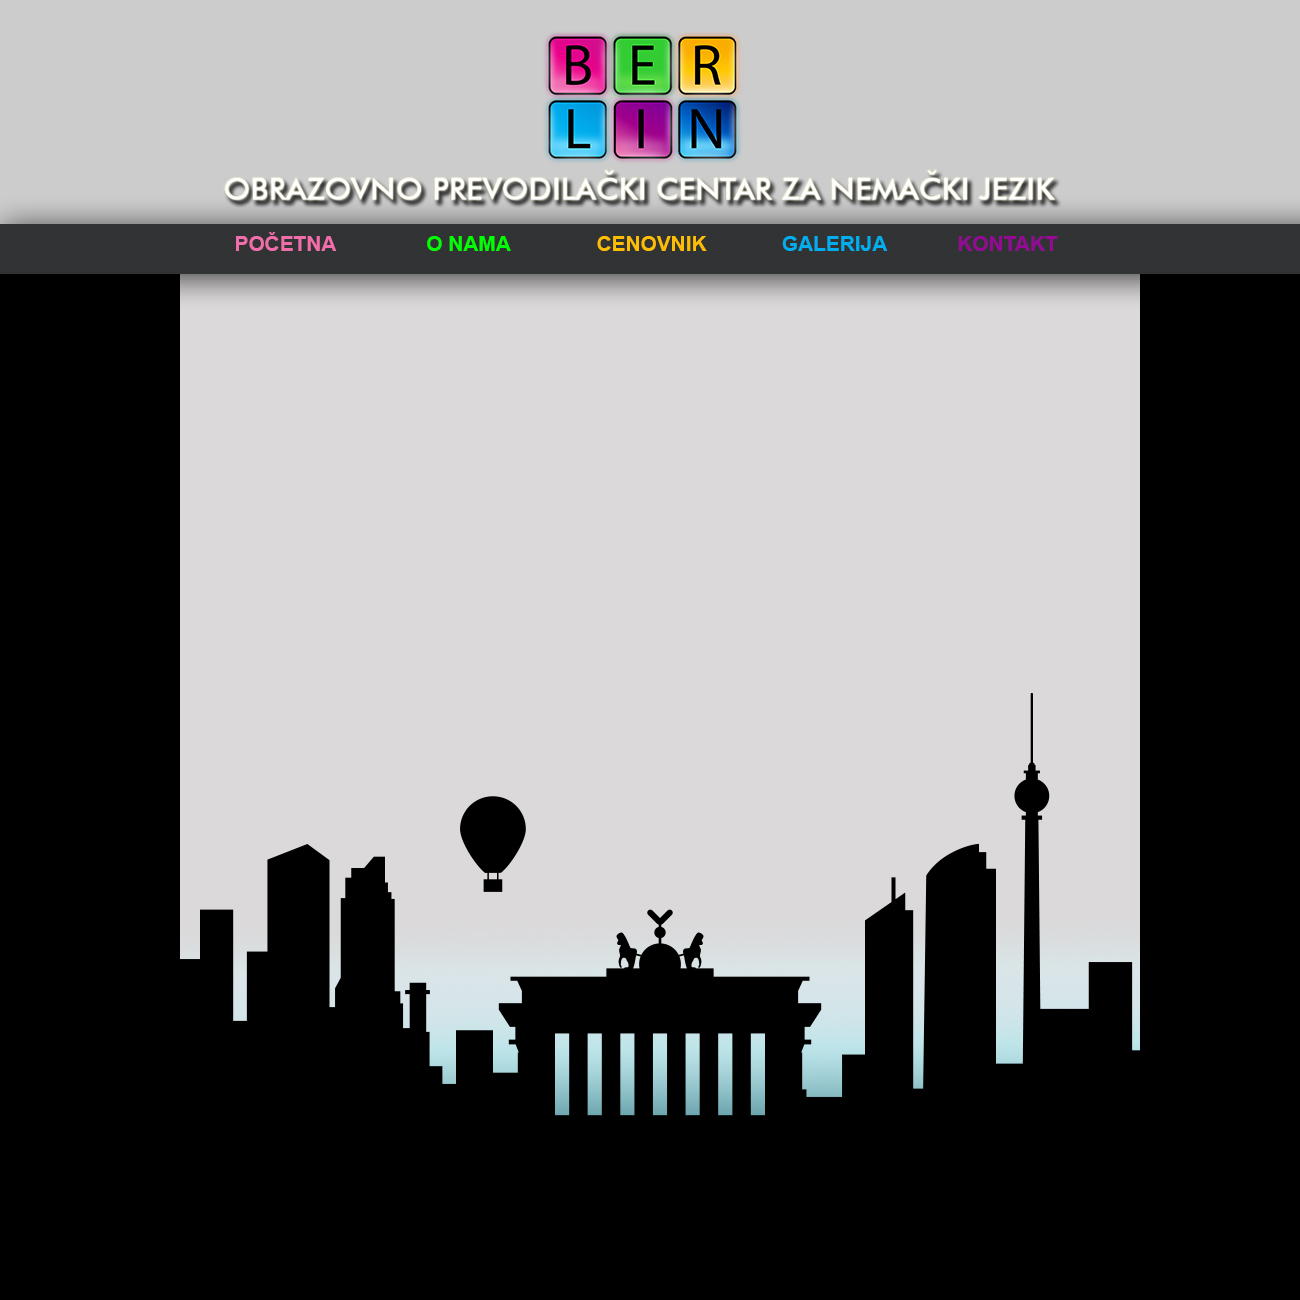 BER
LIN
OBRAZOVNO PREVODILAČKI CENTAR ZA NEMAČKI JEZIK
POČETNA O NAMA CENOVNIK GALERIJA KONTAKT